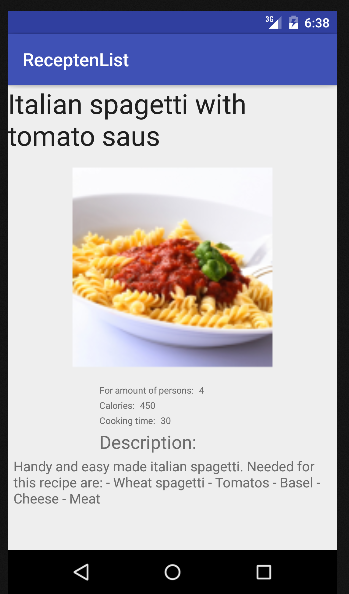 3G 6:38
ReceptenList
Italian spagetti with
tomato saus
For amount of persons: 4
Calories: 450
Cooking time: 30
Description:
Handy and easy made italian spagetti. Needed for
this recipe are: - Wheat spagetti - Tomatos - Basel -
Cheese - Meat